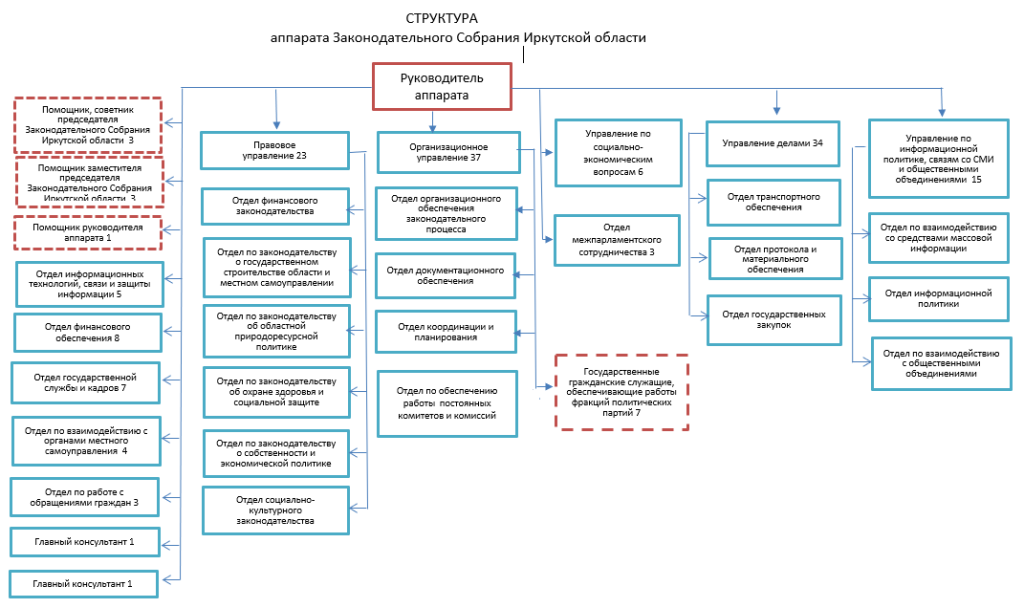 СТРУКТУРА
аппарата Законодательного Собрания Иркутской области
Руководитель
аппарата
Помощник, советник
председателя
Законодательного Собрания
Иркутской области 3
Помощник заместителя
председателя
Законодательного Собрания
Иркутской области 3
Помощник руководителя
аппарата 1
Отдел информационных
технологий, связи и защиты
информации 5
Отдел финансового
обеспечения 8
Отдел государственной
службы и кадров 7
Отдел по взаимодействию с
органами местного
самоуправления 4
Отдел по работе с
обращениями граждан 3
Главный консультант 1
Главный консультант 1
Правовое
управление 23
Отдел финансового
законодательства
Отдел по законодательству
о государственном
строительстве области и
местном самоуправлении
Отдел по законодательству
об областной
природоресурсной
политике
Отдел по законодательству
об охране здоровья и
социальной защите
Отдел по законодательству
о собственности и
экономической политике
Отдел социально-
культурного
законодательства
Организационное
управление 37
Отдел организационного
обеспечения
законодательного
процесса
Отдел документационного
обеспечения
Отдел координации и
планирования
Отдел по обеспечению
работы постоянных
комитетов и комиссий
Управление по
социально-
экономическим
вопросам 6
Отдел
межпарламентского
сотрудничества 3
Государственные
гражданские служащие,
обеспечивающие работы
фракций политических
партий 7
Управление делами 34
Отдел транспортного
обеспечения
Отдел протокола и
материального
обеспечения
Отдел государственных
закупок
Управление по
информационной
политике, связям со СМИ
и общественными
объединениями 15
Отдел по взаимодействию
со средствами массовой
информации
Отдел информационной
политики
Отдел по взаимодействию
с общественными
объединениями